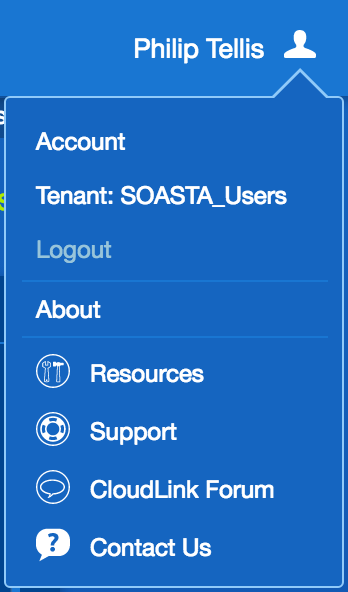 Philip Tellis
Account
Tenant: SOASTA_Users
Logout
About
Resources
Support
CloudLink Forum
Contact Us